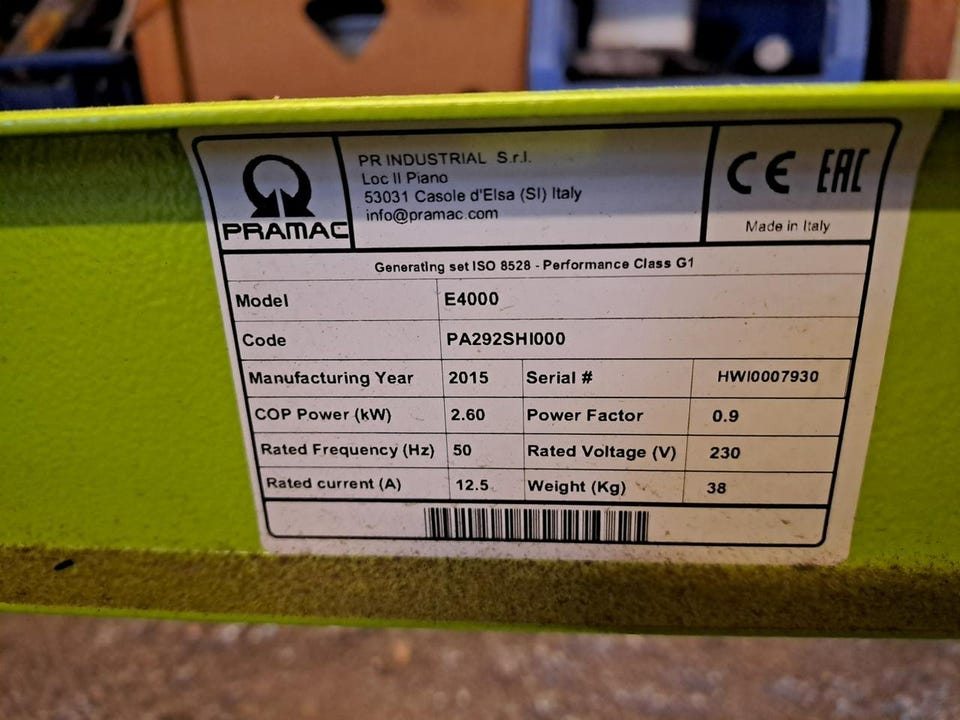 PRAMAC
PR INDUSTRIAL S.r.l.
Loc Il Piano
53031 Casole d'Elsa (SI) Italy
info@pramac.com
CE EAC
Made in Italy
Generating set ISO 8528 - Performance Class G1
Model E4000
Code PA292SHI000
Manufacturing Year 2015 Serial # HWI0007930
COP Power (kW) 2.60 Power Factor 0.9
Rated Frequency (Hz) 50 Rated Voltage (V) 230
Rated current (A) 12.5 Weight (Kg) 38